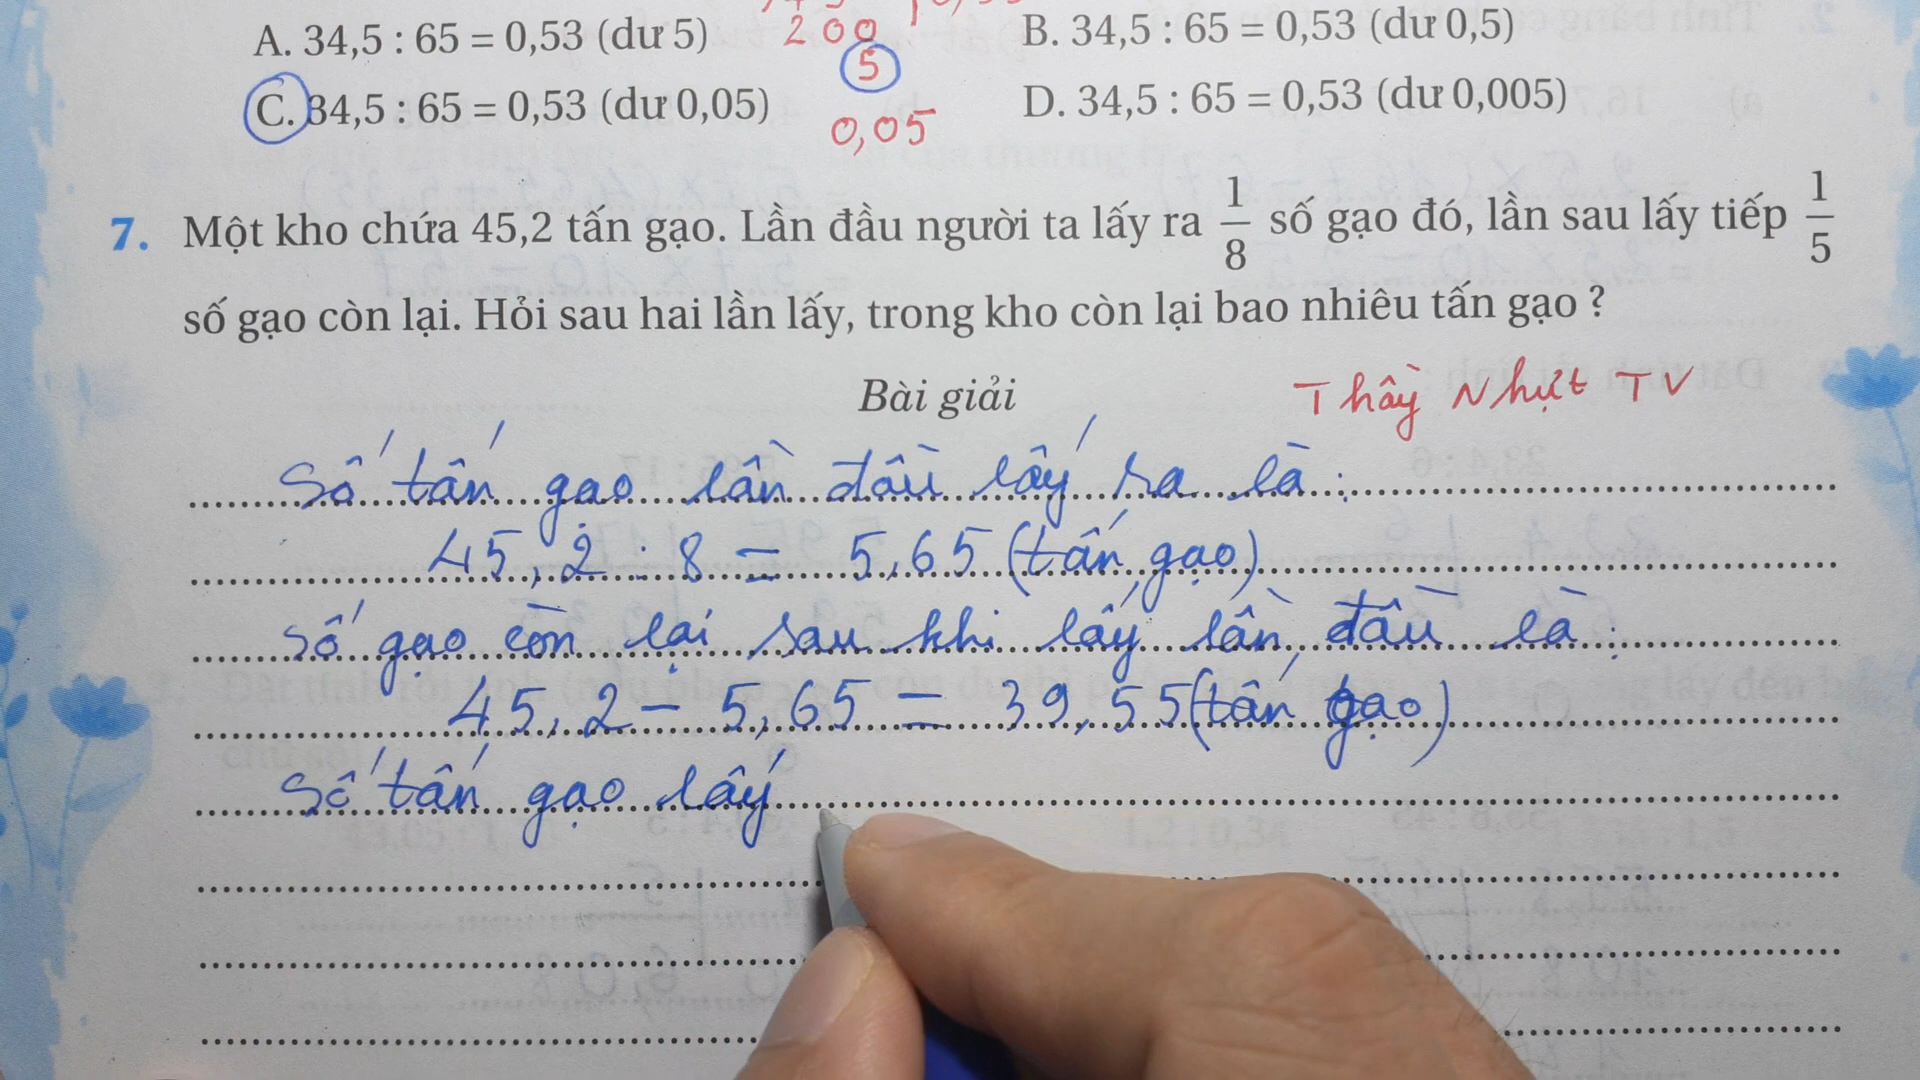 A. 34,5 : 65 = 0,53 (dư 5)
200
B. 34,5 : 65 = 0,53 (dư 0,5)
5
C. 34,5 : 65 = 0,53 (dư 0,05)
0,05
D. 34,5 : 65 = 0,53 (dư 0,005)
7. Một kho chứa 45,2 tấn gạo. Lần đầu người ta lấy ra 1/8 số gạo đó, lần sau lấy tiếp 1/5
số gạo còn lại. Hỏi sau hai lần lấy, trong kho còn lại bao nhiêu tấn gạo ?
Bài giải
Thầy Nhựt TV
Số tấn gạo lần đầu lấy ra là :
45,2 : 8 = 5,65 (tấn gạo)
Số gạo còn lại sau khi lấy lần đầu là :
45,2 - 5,65 = 39,55 (tấn gạo)
Số tấn gạo lấy